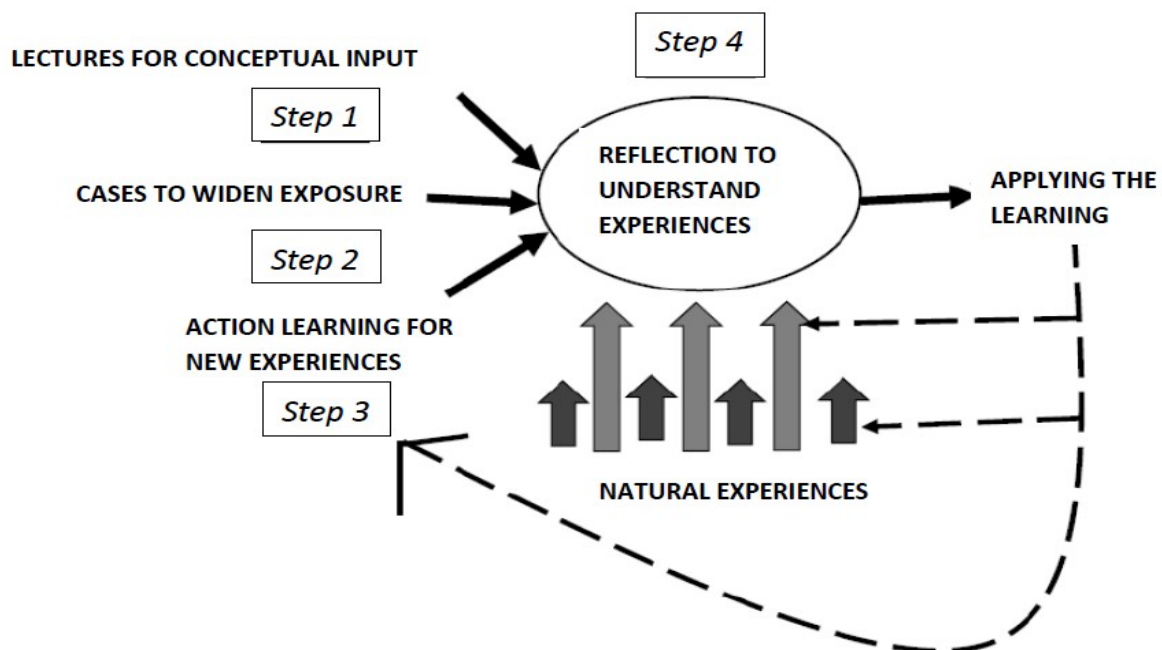 LECTURES FOR CONCEPTUAL INPUT
Step 1
CASES TO WIDEN EXPOSURE
Step 2
ACTION LEARNING FOR
NEW EXPERIENCES
Step 3
Step 4
REFLECTION TO
UNDERSTAND
EXPERIENCES
APPLYING THE
LEARNING
NATURAL EXPERIENCES